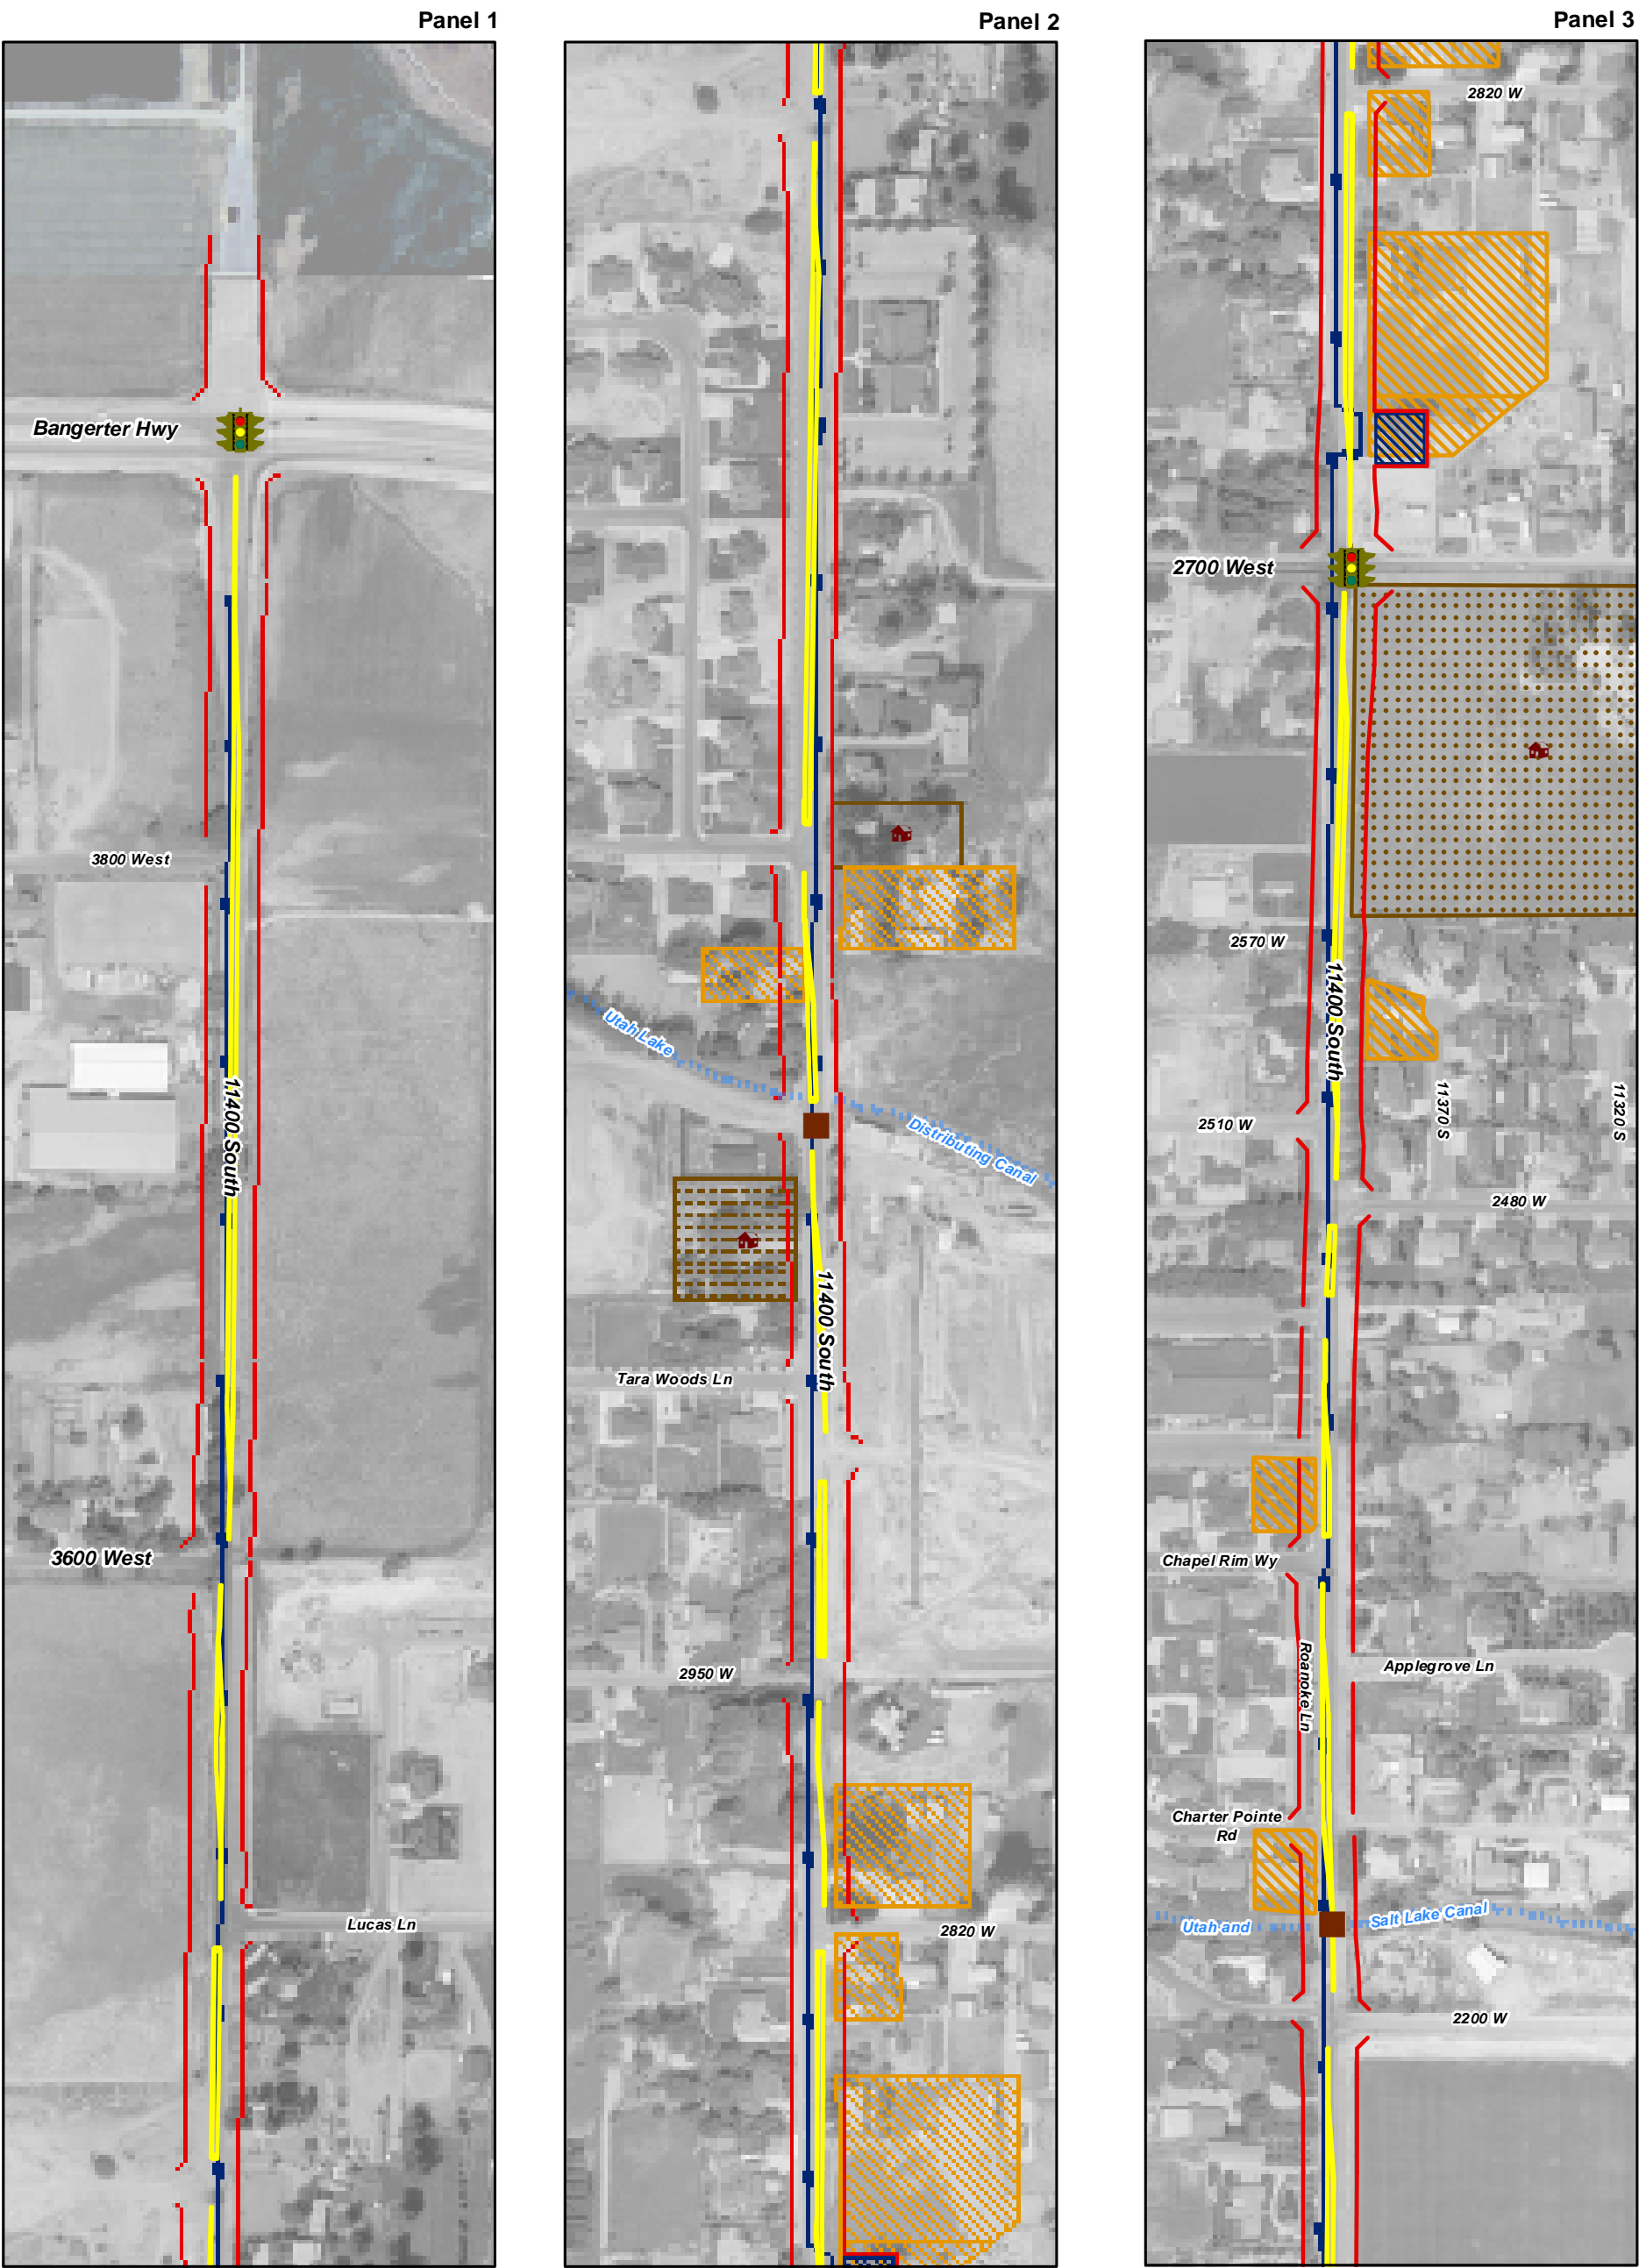 Panel 1
Bangerter Hwy
3800 West
11400 South
3600 West
Lucas Ln
Panel 2
Utah Lake
Distributing Canal
11400 South
Tara Woods Ln
2950 W
2820 W
Panel 3
2820 W
2700 West
2570 W
11400 South
11370 S
11320 S
2510 W
2480 W
Chapel Rim Wy
Roanoke Ln
Applegrove Ln
Charter Pointe
Rd
Utah and
Salt Lake Canal
2200 W